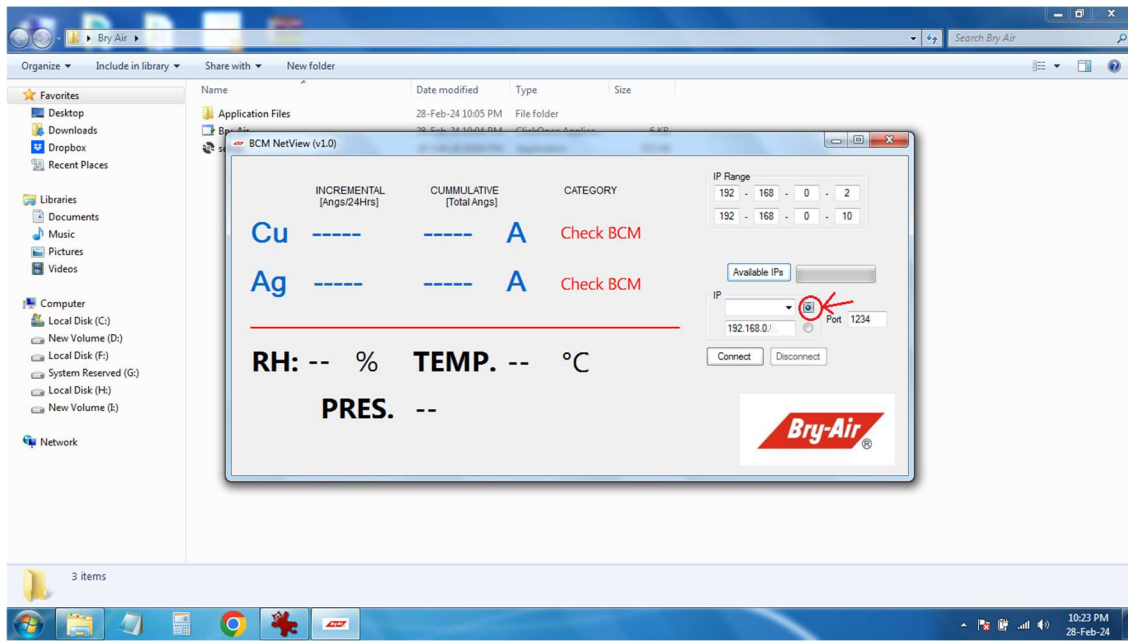 Bry Air
Search Bry Air
Organize
Include in library
Share with
New folder
Name
Date modified
Type
Size
Favorites
Desktop
Downloads
Dropbox
Recent Places
Libraries
Documents
Music
Pictures
Videos
Computer
Local Disk (C:)
New Volume (D:)
Local Disk (F:)
System Reserved (G:)
Local Disk (H:)
New Volume (I:)
Network
Application Files
28-Feb-24 10:05 PM
File folder
BCM NetView (v1.0)
INCREMENTAL
[Angs/24Hrs]
CUMMULATIVE
[Total Angs]
CATEGORY
Cu ----- ----- A Check BCM
Ag ----- ----- A Check BCM
RH: -- % TEMP. -- °C
PRES. --
IP Range
192 . 168 . 0 . 2
192 . 168 . 0 . 10
Available IPs
IP
192.168.0.
Port 1234
Connect
Disconnect
Bry-Air ®
3 items
10:23 PM
28-Feb-24